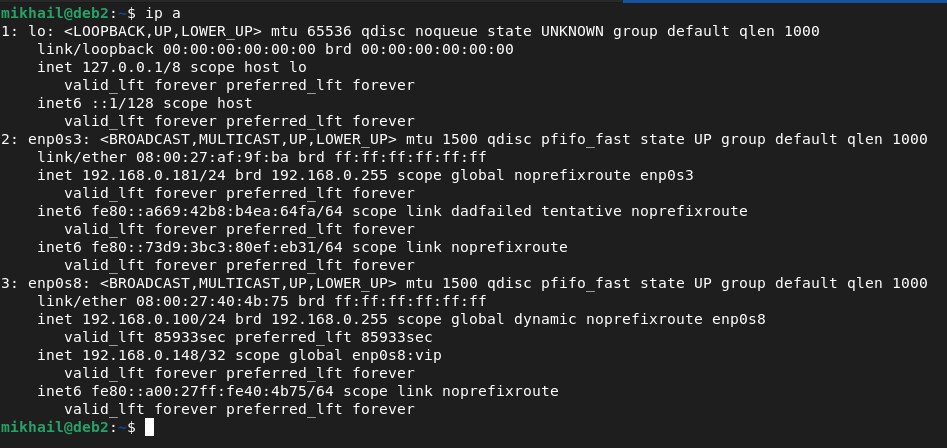 mikhail@deb2:~$ ip a
1: lo: <LOOPBACK,UP,LOWER_UP> mtu 65536 qdisc noqueue state UNKNOWN group default qlen 1000
    link/loopback 00:00:00:00:00:00 brd 00:00:00:00:00:00
    inet 127.0.0.1/8 scope host lo
       valid_lft forever preferred_lft forever
    inet6 ::1/128 scope host
       valid_lft forever preferred_lft forever
2: enp0s3: <BROADCAST,MULTICAST,UP,LOWER_UP> mtu 1500 qdisc pfifo_fast state UP group default qlen 1000
    link/ether 08:00:27:af:9f:ba brd ff:ff:ff:ff:ff:ff
    inet 192.168.0.181/24 brd 192.168.0.255 scope global noprefixroute enp0s3
       valid_lft forever preferred_lft forever
    inet6 fe80::a669:42b8:b4ea:64fa/64 scope link dadfailed tentative noprefixroute
       valid_lft forever preferred_lft forever
    inet6 fe80::73d9:3bc3:80ef:eb31/64 scope link noprefixroute
       valid_lft forever preferred_lft forever
3: enp0s8: <BROADCAST,MULTICAST,UP,LOWER_UP> mtu 1500 qdisc pfifo_fast state UP group default qlen 1000
    link/ether 08:00:27:40:4b:75 brd ff:ff:ff:ff:ff:ff
    inet 192.168.0.100/24 brd 192.168.0.255 scope global dynamic noprefixroute enp0s8
       valid_lft 85933sec preferred_lft 85933sec
    inet 192.168.0.148/32 scope global enp0s8:vip
       valid_lft forever preferred_lft forever
    inet6 fe80::a00:27ff:fe40:4b75/64 scope link noprefixroute
       valid_lft forever preferred_lft forever
mikhail@deb2:~$